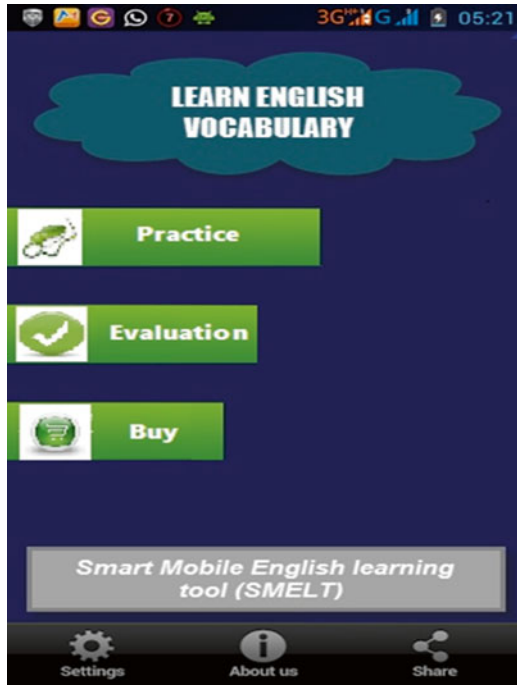 3G H+ G 05:21
LEARN ENGLISH
VOCABULARY
Practice
Evaluation
Buy
Smart Mobile English learning
tool (SMELT)
Settings About us Share